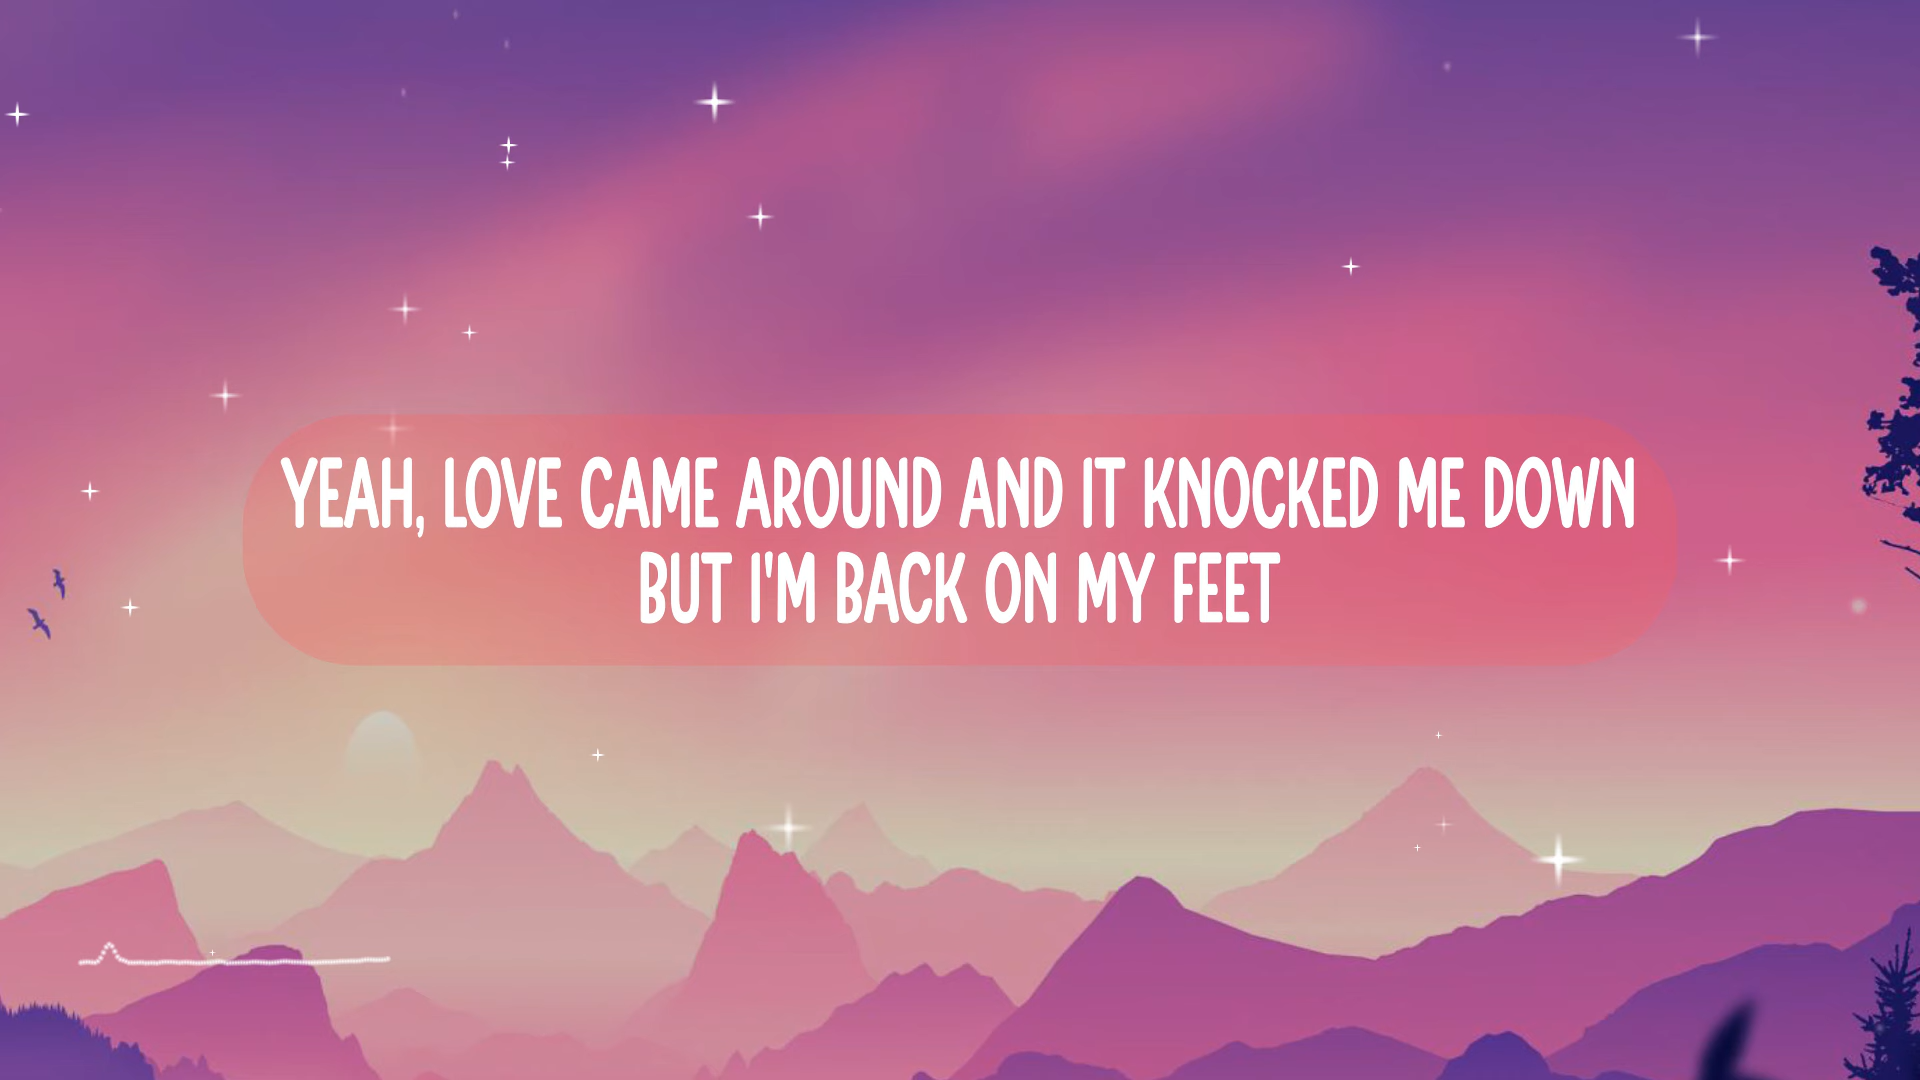 YEAH, LOVE CAME AROUND AND IT KNOCKED ME DOWN
BUT I'M BACK ON MY FEET